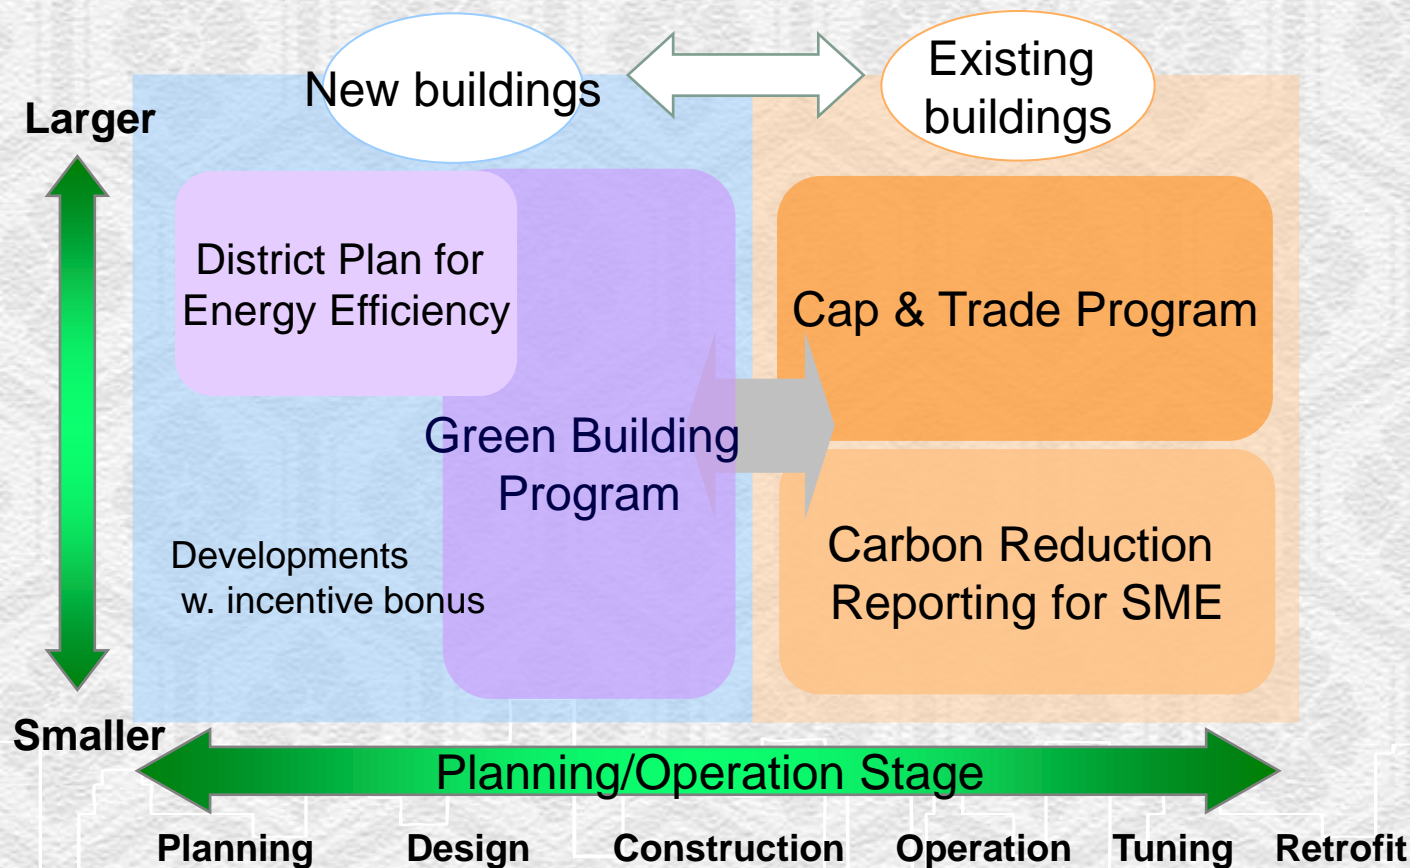 New buildings
Existing
buildings
Larger
District Plan for
Energy Efficiency
Cap & Trade Program
Green Building
Program
Developments
w. incentive bonus
Carbon Reduction
Reporting for SME
Smaller
Planning/Operation Stage
Planning Design Construction Operation Tuning Retrofit